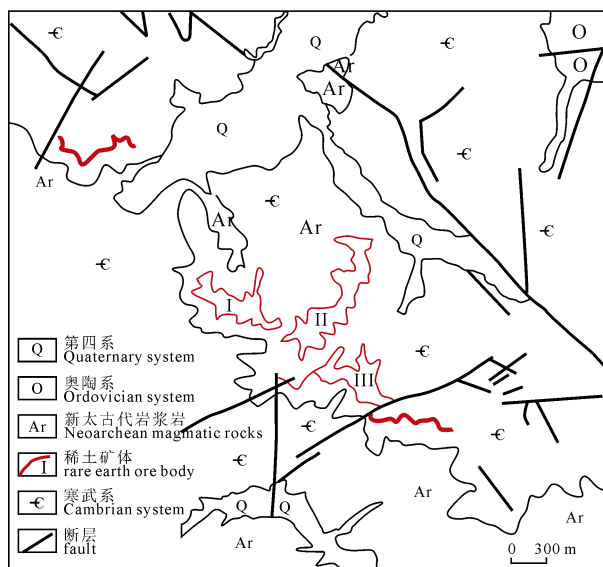 Ꞓ
Q
Ꞓ
O
Ar
O
Ar
Q
Ꞓ
Ar
Ꞓ
Ar
Ar
Ꞓ
Q
Ꞓ
I
II
Ꞓ
III
Ꞓ
Ꞓ
Ꞓ
Ar
Q
Q
Ar
Ar
Q 第四系
Quaternary system
O 奥陶系
Ordovician system
Ar 新太古代岩浆岩
Neoarchean magmatic rocks
I 稀土矿体
rare earth ore body
Ꞓ 寒武系
Cambrian system
断层
fault
0 300 m